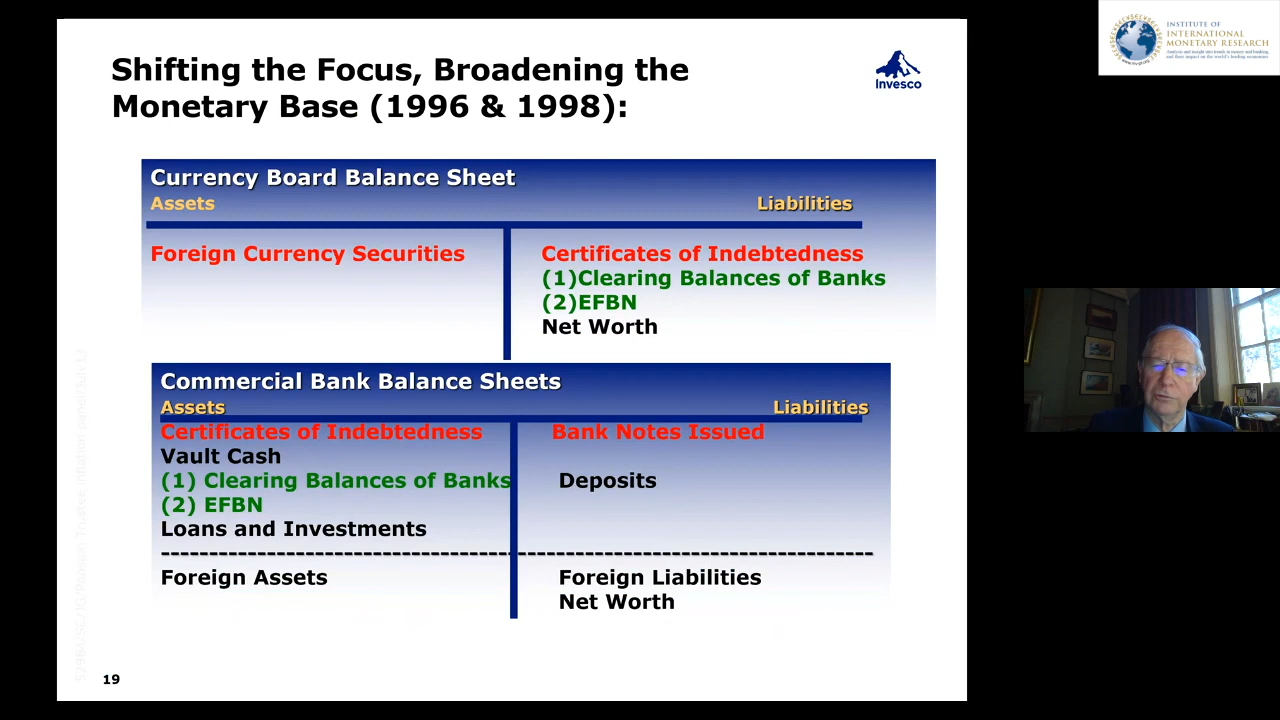 Shifting the Focus, Broadening the
Monetary Base (1996 & 1998):
Invesco
INSTITUTE OF
INTERNATIONAL
MONETARY RESEARCH
Currency Board Balance Sheet
Assets
Liabilities
Foreign Currency Securities
Certificates of Indebtedness
(1)Clearing Balances of Banks
(2)EFBN
Net Worth
Commercial Bank Balance Sheets
Assets
Liabilities
Certificates of Indebtedness
Bank Notes Issued
Vault Cash
(1) Clearing Balances of Banks
Deposits
(2) EFBN
Loans and Investments
Foreign Assets
Foreign Liabilities
Net Worth
19